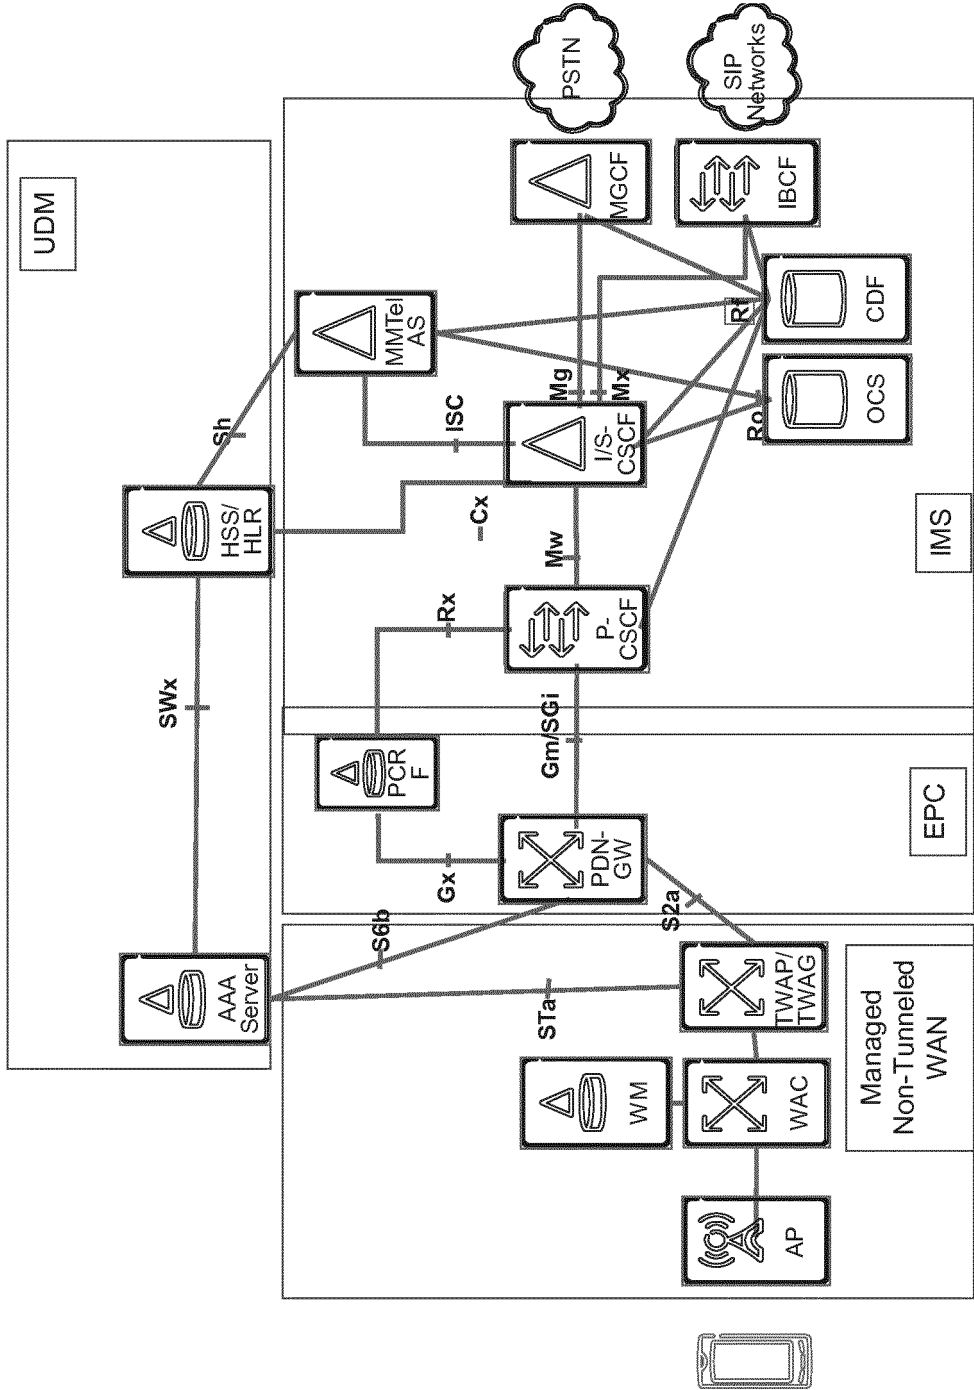 UDM
AAA
Server
SWx
HSS/
HLR
Sh
MMTel
AS
PSTN
SIP
Networks
S6b
Gx
PCR
F
Rx
Cx
ISC
STa
WM
PDN-
GW
Gm/SGi
P-
CSCF
Mw
I/S-
CSCF
Mg
Mx
MGCF
S2a
AP
WAC
TWAP/
TWAG
Ro
Rf
IBCF
OCS
CDF
Managed
Non-Tunneled
WAN
EPC
IMS